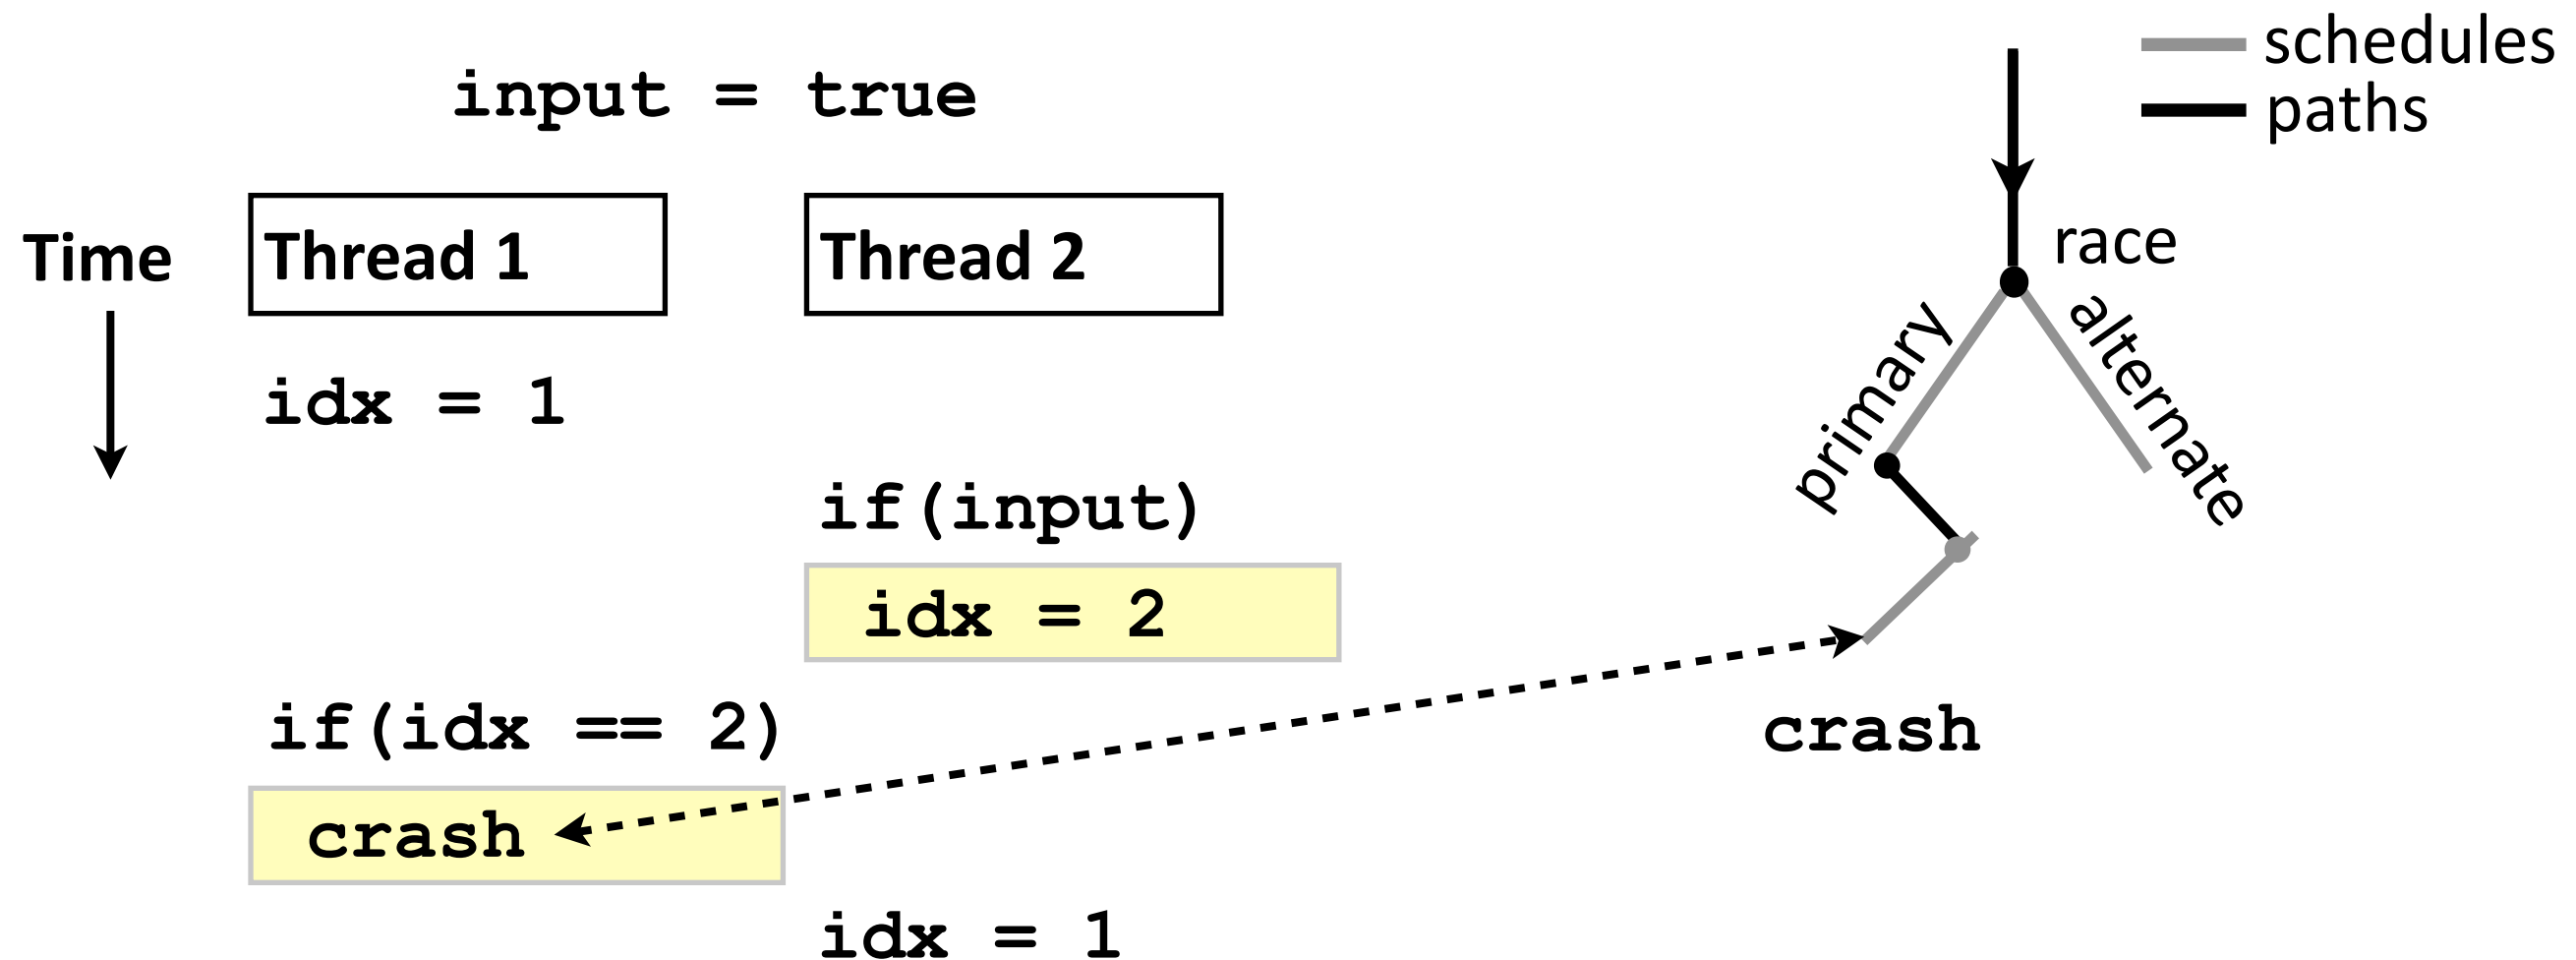 input = true
Time
Thread 1
Thread 2
idx = 1
if(input)
idx = 2
if(idx == 2)
crash
idx = 1
schedules
paths
race
primary
alternate
crash